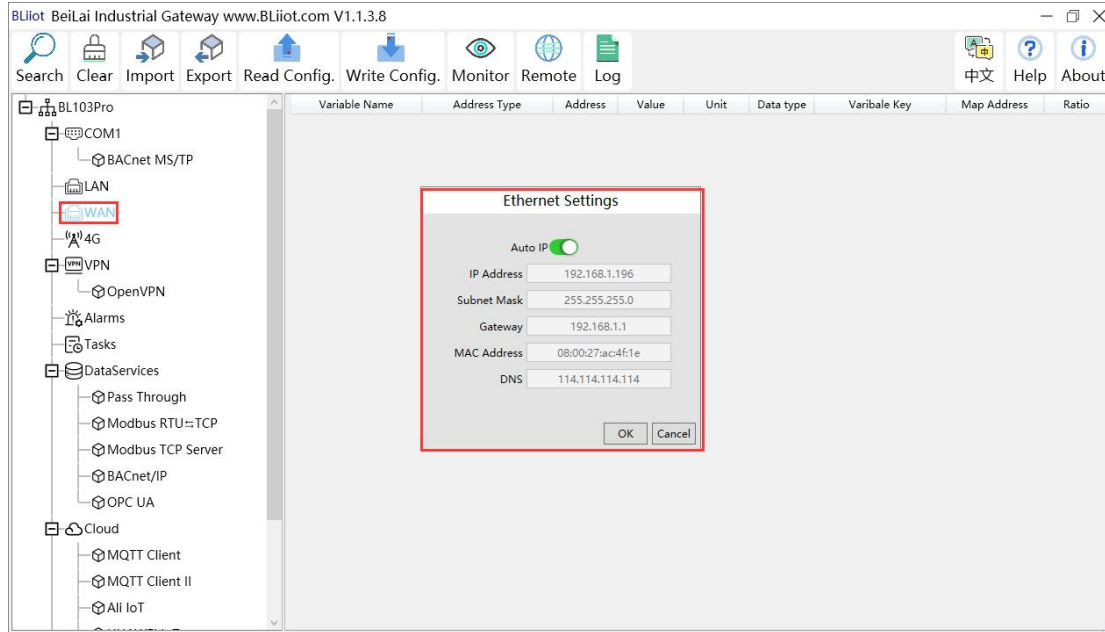 BLiiot BeiLai Industrial Gateway www.BLiiot.com V1.1.3.8
Search Clear Import Export Read Config. Write Config. Monitor Remote Log 中文 Help About
Variable Name Address Type Address Value Unit Data type Varibale Key Map Address Ratio
BL103Pro
COM1
BACnet MS/TP
LAN
WAN
4G
VPN
OpenVPN
Alarms
Tasks
DataServices
Pass Through
Modbus RTU⇆TCP
Modbus TCP Server
BACnet/IP
OPC UA
Cloud
MQTT Client
MQTT Client II
Ali IoT
Ethernet Settings
Auto IP
IP Address 192.168.1.196
Subnet Mask 255.255.255.0
Gateway 192.168.1.1
MAC Address 08:00:27:ac:4f:1e
DNS 114.114.114.114
OK Cancel